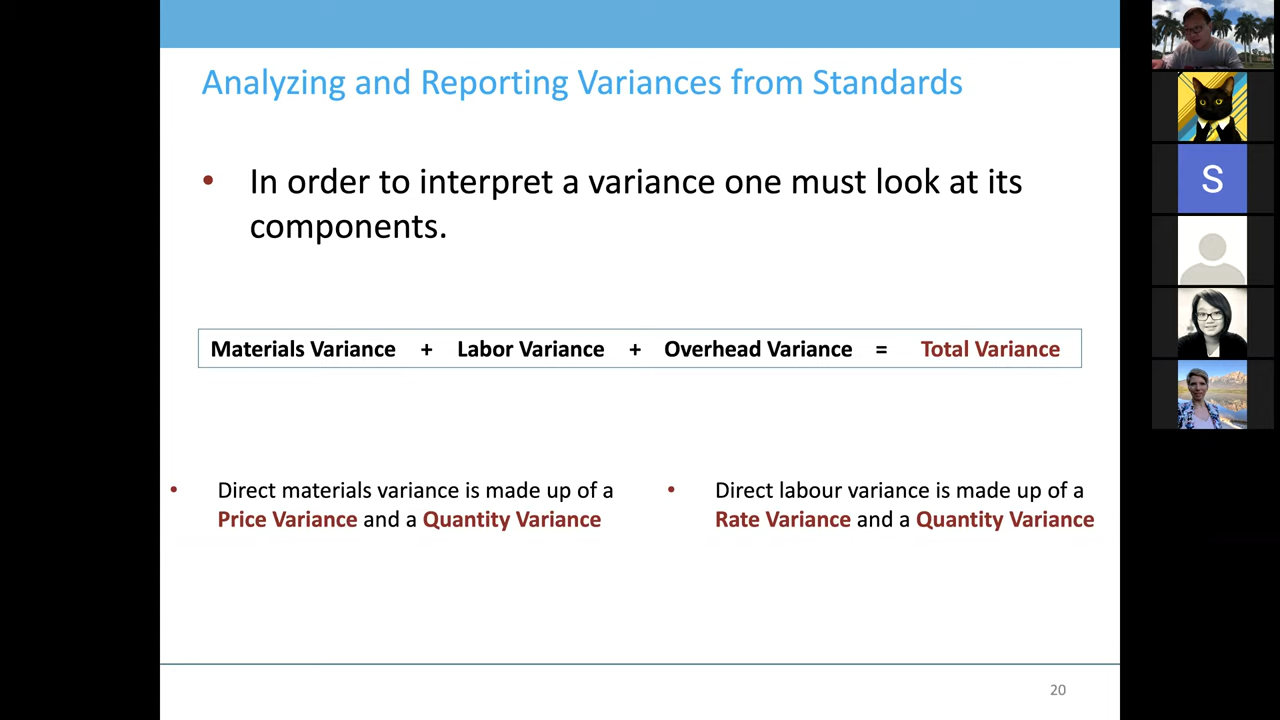 Analyzing and Reporting Variances from Standards
• In order to interpret a variance one must look at its
components.
Materials Variance + Labor Variance + Overhead Variance = Total Variance
• Direct materials variance is made up of a
Price Variance and a Quantity Variance
• Direct labour variance is made up of a
Rate Variance and a Quantity Variance
20
S